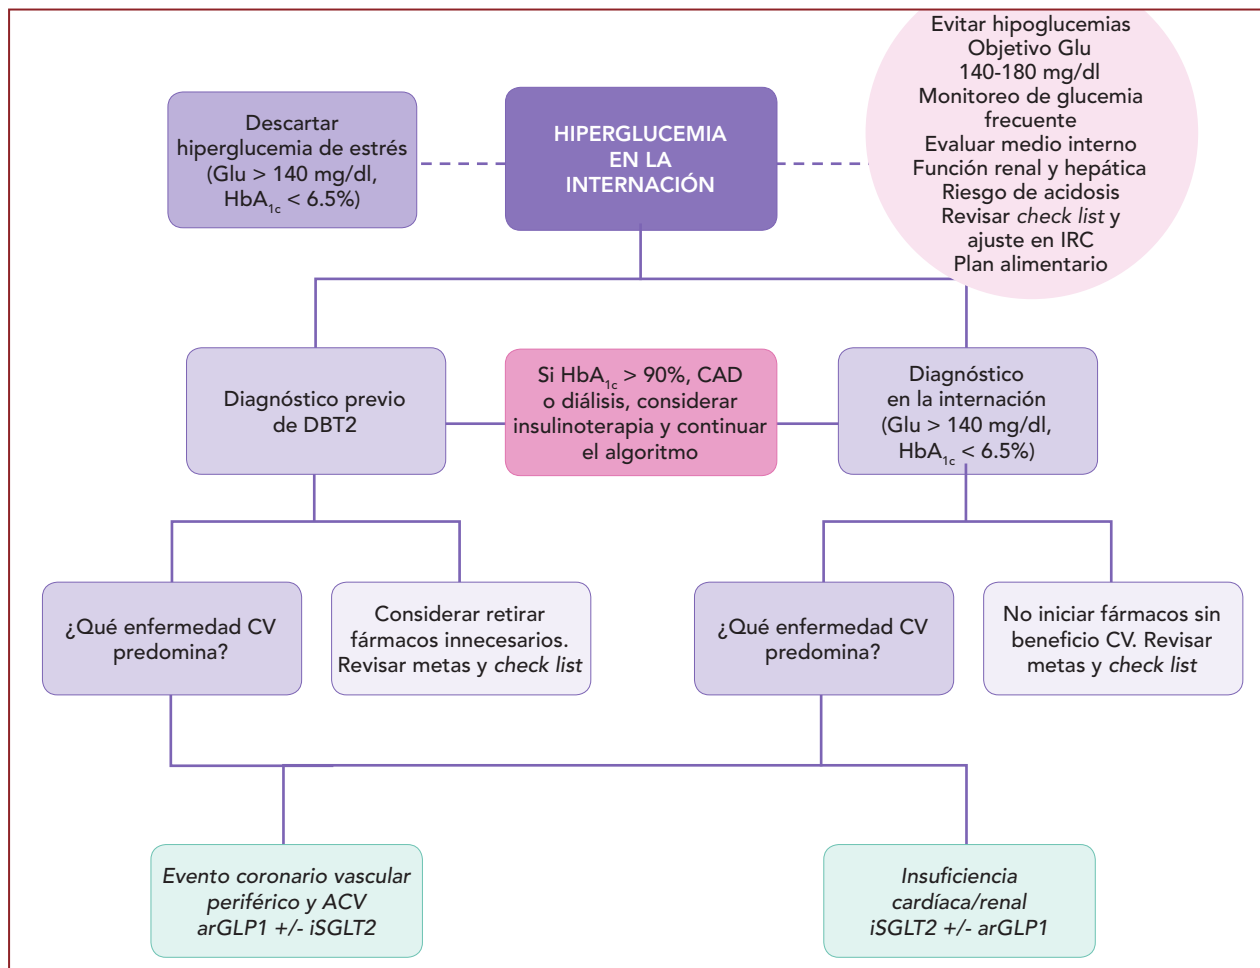 Evitar hipoglucemias
Objetivo Glu
140-180 mg/dl
Monitoreo de glucemia
frecuente
Evaluar medio interno
Función renal y hepática
Riesgo de acidosis
Revisar check list y
ajuste en IRC
Plan alimentario
Descartar
hiperglucemia de estrés
(Glu > 140 mg/dl,
HbA1c < 6.5%)
HIPERGLUCEMIA
EN LA
INTERNACIÓN
Diagnóstico previo
de DBT2
Si HbA1c > 90%, CAD
o diálisis, considerar
insulinoterapia y continuar
el algoritmo
Diagnóstico
en la internación
(Glu > 140 mg/dl,
HbA1c < 6.5%)
¿Qué enfermedad CV
predomina?
Considerar retirar
fármacos innecesarios.
Revisar metas y check list
¿Qué enfermedad CV
predomina?
No iniciar fármacos sin
beneficio CV. Revisar
metas y check list
Evento coronario vascular
periférico y ACV
arGLP1 +/- iSGLT2
Insuficiencia
cardíaca/renal
iSGLT2 +/- arGLP1